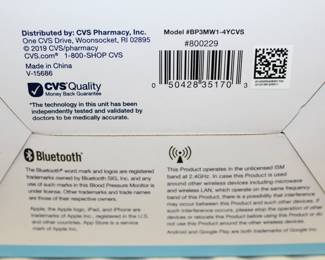 Distributed by: CVS Pharmacy, Inc.
One CVS Drive, Woonsocket, RI 02895
© 2019 CVS/pharmacy
CVS.com® 1-800-SHOP CVS
Made in China
V-15686
CVS Quality
Money Back Guarantee
*The technology in this unit has been
independently tested and validated by
doctors to be medically accurate.
Model #BP3MW1-4YCVS
#800229
0 50428 35170 3
Bluetooth®
The Bluetooth® word mark and logos are registered
trademarks owned by Bluetooth SIG, Inc. and any
use of such marks in this Blood Pressure Monitor is
under license. Other trademarks and trade names
are those of their respective owners.
Apple, the Apple logo, iPad, and iPhone are
trademarks of Apple Inc., registered in the U.S.
and other countries. App Store is a service
mark of Apple Inc.
This Product operates in the unlicensed ISM
band at 2.4GHz. In case this Product is used
around other wireless devices including microwave
and wireless LAN, which operate on the same frequency
band of this Product, there is a possibility that
interference occurs between this Product and such other devices. If
such interference occurs, please stop the operation of other
devices or relocate this Product before using this Product or do
not use this Product around the other wireless devices.
Android and Google Play are both trademarks of Google Inc.